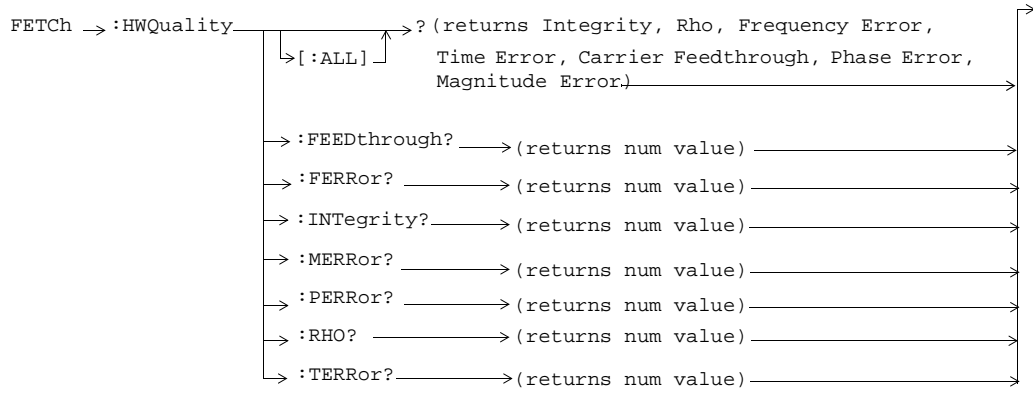 FETCh :HWQuality ? (returns Integrity, Rho, Frequency Error,
[:ALL] Time Error, Carrier Feedthrough, Phase Error,
Magnitude Error)
:FEEDthrough? (returns num value)
:FERRor? (returns num value)
:INTegrity? (returns num value)
:MERRor? (returns num value)
:PERRor? (returns num value)
:RHO? (returns num value)
:TERRor? (returns num value)